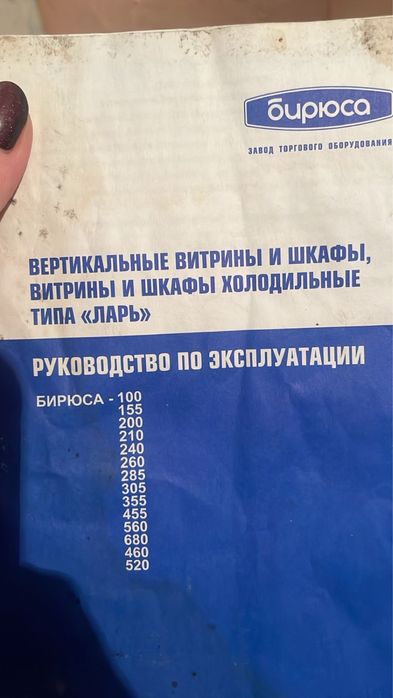 бирюса
ЗАВОД ТОРГОВОГО ОБОРУДОВАНИЯ
ВЕРТИКАЛЬНЫЕ ВИТРИНЫ И ШКАФЫ,
ВИТРИНЫ И ШКАФЫ ХОЛОДИЛЬНЫЕ
ТИПА «ЛАРЬ»
РУКОВОДСТВО ПО ЭКСПЛУАТАЦИИ
БИРЮСА - 100
155
200
210
240
260
285
305
355
455
560
680
460
520